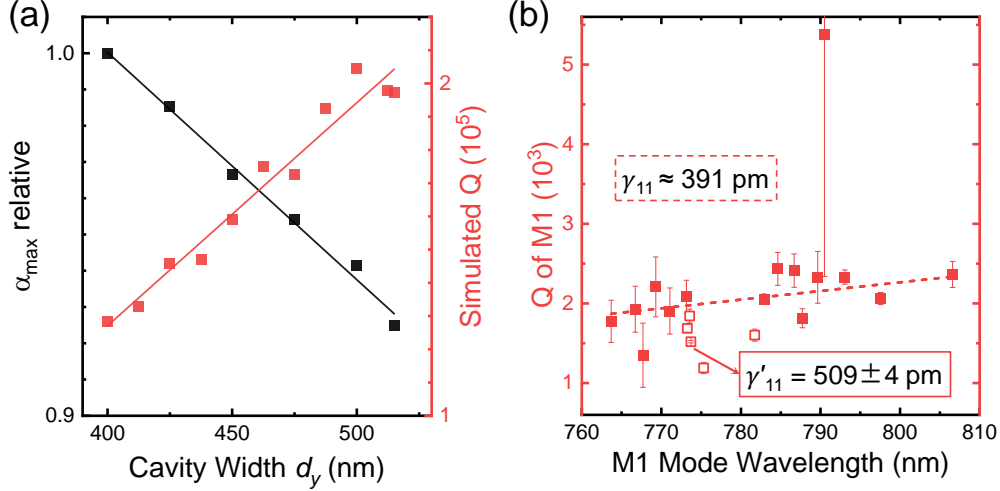 (a)
1.0
0.9
α_max relative
400
450
500
Cavity Width d_y (nm)
2
1
Simulated Q (10^5)
(b)
5
4
3
2
1
Q of M1 (10^3)
γ_11 ≈ 391 pm
γ'_11 = 509±4 pm
760
770
780
790
800
810
M1 Mode Wavelength (nm)